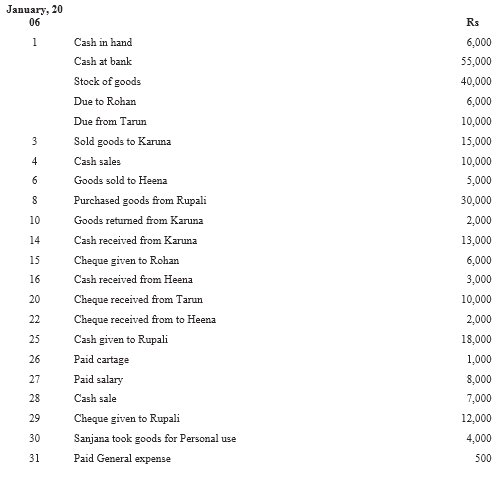 January, 20
06 Rs
1 Cash in hand 6,000
Cash at bank 55,000
Stock of goods 40,000
Due to Rohan 6,000
Due from Tarun 10,000
3 Sold goods to Karuna 15,000
4 Cash sales 10,000
6 Goods sold to Heena 5,000
8 Purchased goods from Rupali 30,000
10 Goods returned from Karuna 2,000
14 Cash received from Karuna 13,000
15 Cheque given to Rohan 6,000
16 Cash received from Heena 3,000
20 Cheque received from Tarun 10,000
22 Cheque received from to Heena 2,000
25 Cash given to Rupali 18,000
26 Paid cartage 1,000
27 Paid salary 8,000
28 Cash sale 7,000
29 Cheque given to Rupali 12,000
30 Sanjana took goods for Personal use 4,000
31 Paid General expense 500